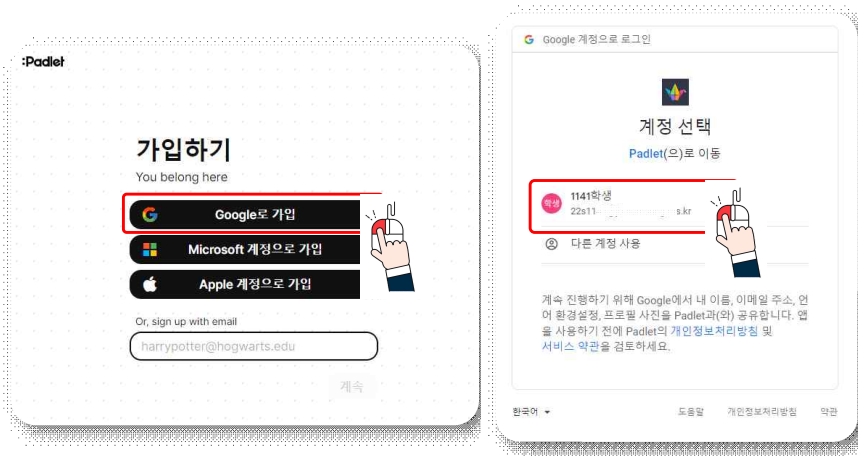 :Padlet
가입하기
You belong here
Google로 가입
Microsoft 계정으로 가입
Apple 계정으로 가입
Or, sign up with email
harrypotter@hogwarts.edu
계속
Google 계정으로 로그인
계정 선택
Padlet(으)로 이동
학생
1141학생
22s11 s.kr
다른 계정 사용
계속 진행하기 위해 Google에서 내 이름, 이메일 주소, 언
어 환경설정, 프로필 사진을 Padlet과(와) 공유합니다. 앱
을 사용하기 전에 Padlet의 개인정보처리방침 및
서비스 약관을 검토하세요.
한국어
도움말 개인정보처리방침 약관